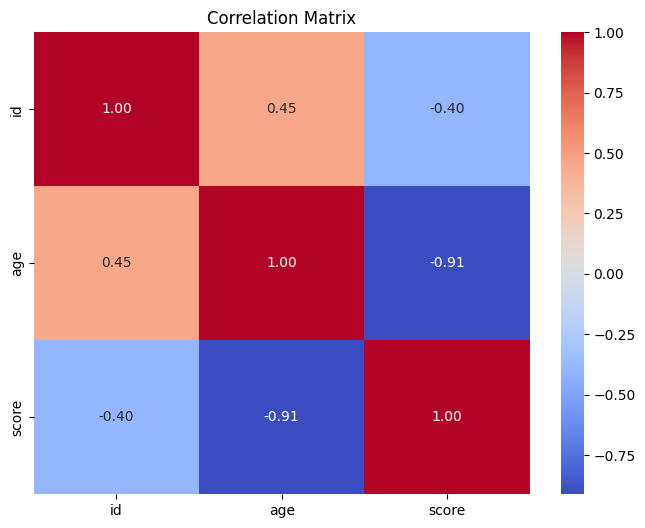 Correlation Matrix
id 1.00 0.45 -0.40
age 0.45 1.00 -0.91
score -0.40 -0.91 1.00
id age score
1.00
0.75
0.50
0.25
0.00
−0.25
−0.50
−0.75